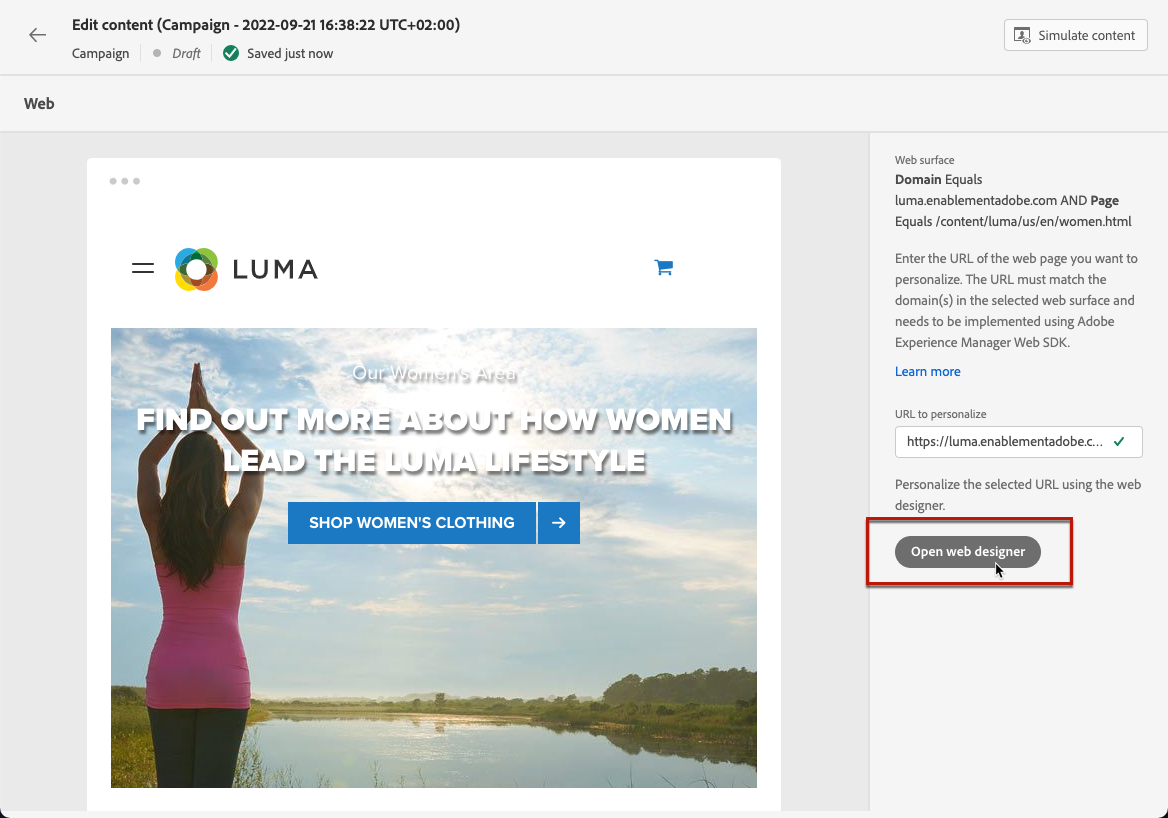 Edit content (Campaign - 2022-09-21 16:38:22 UTC+02:00)
Campaign
Draft
Saved just now
Simulate content
Web
LUMA
Our Women's Area
FIND OUT MORE ABOUT HOW WOMEN
LEAD THE LUMA LIFESTYLE
SHOP WOMEN'S CLOTHING
Web surface
Domain Equals
luma.enablementadobe.com AND Page
Equals /content/luma/us/en/women.html
Enter the URL of the web page you want to
personalize. The URL must match the
domain(s) in the selected web surface and
needs to be implemented using Adobe
Experience Manager Web SDK.
Learn more
URL to personalize
https://luma.enablementadobe.c...
Personalize the selected URL using the web
designer.
Open web designer